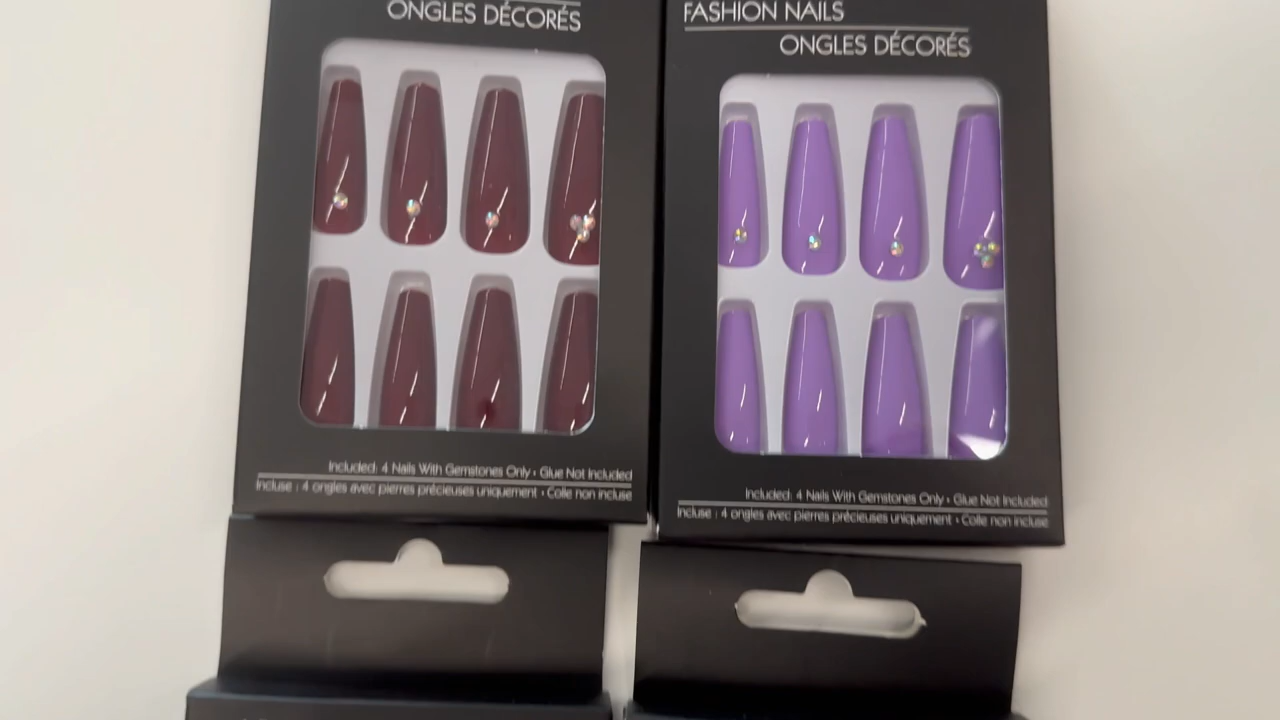 ONGLES DÉCORÉS
Included: 4 Nails With Gemstones Only • Glue Not Included
Incluse : 4 ongles avec pierres précieuses uniquement • Colle non incluse
FASHION NAILS
ONGLES DÉCORÉS
Included: 4 Nails With Gemstones Only • Glue Not Included
Incluse : 4 ongles avec pierres précieuses uniquement • Colle non incluse